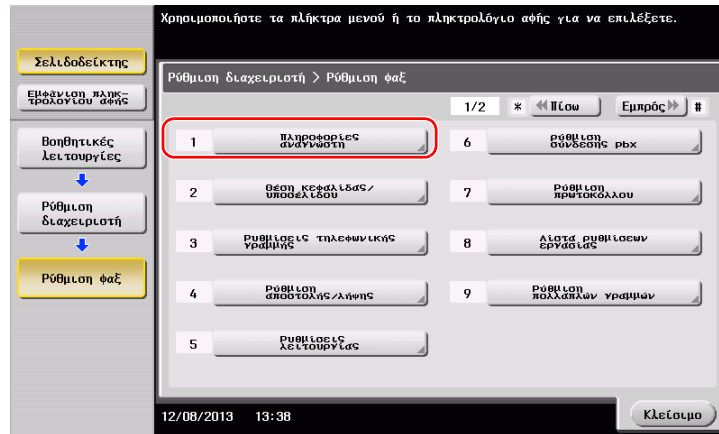 Χρησιμοποιήστε τα πλήκτρα μενού ή το πληκτρολόγιο αφής για να επιλέξετε.
Σελιδοδείκτης
Εμφάνιση πληκ-
τρολογίου αφής
Βοηθητικές
λειτουργίες
Ρύθμιση
διαχειριστή
Ρύθμιση φαξ
Ρύθμιση διαχειριστή > Ρύθμιση φαξ
1/2 * Πίσω Εμπρός #
1 Πληροφορίες
αναγνώστη
6 Ρύθμιση
σύνδεσης pbx
2 Θέση κεφαλίδας/
υποσέλιδου
7 Ρύθμιση
πρωτοκόλλου
3 Ρυθμίσεις τηλεφωνικής
γραμμής
8 Λίστα ρυθμίσεων
εργασίας
4 Ρύθμιση
αποστολής/λήψης
9 Ρύθμιση
πολλαπλών γραμμών
5 Ρυθμίσεις
λειτουργίας
12/08/2013 13:38
Κλείσιμο